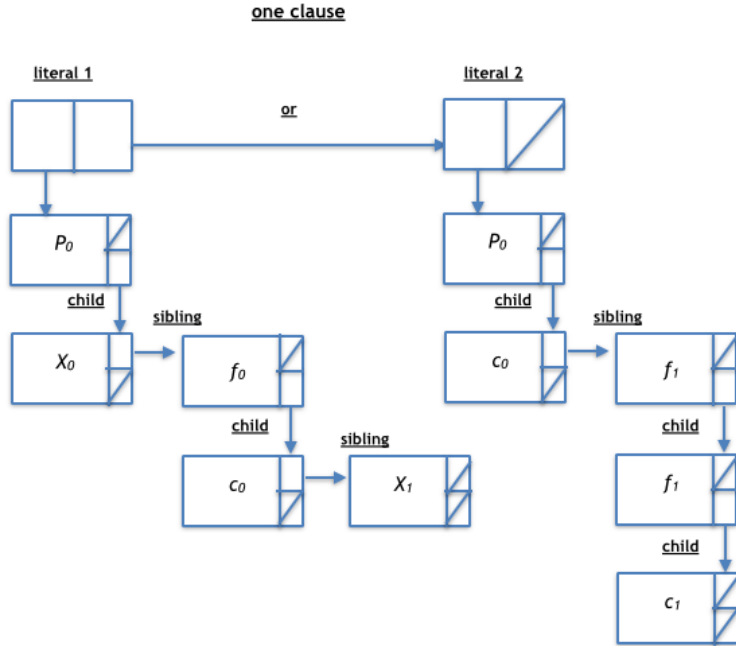 one clause
literal 1 literal 2
or
P₀ P₀
child child
sibling sibling
X₀ f₀ c₀ f₁
child child
sibling
c₀ X₁ f₁
child
c₁